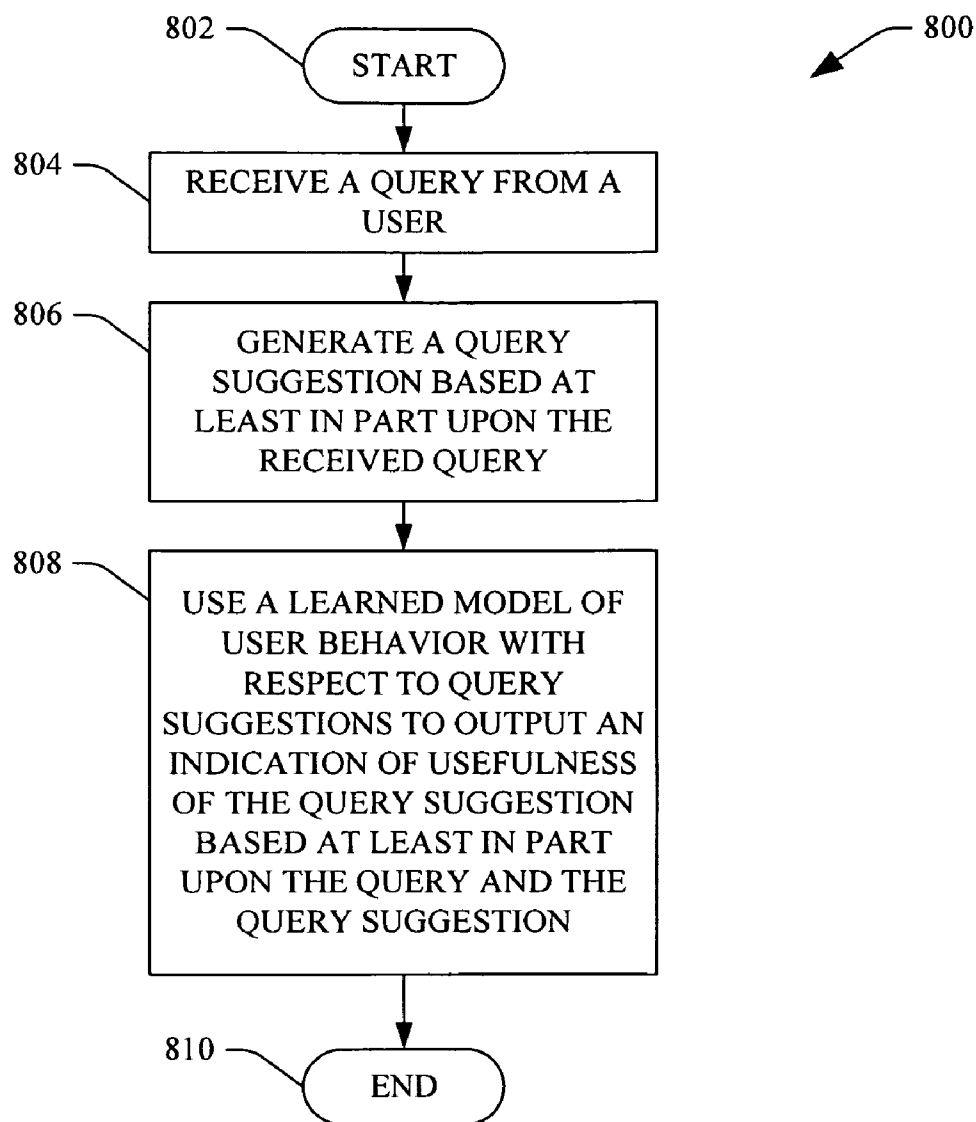 802
START
800
804
RECEIVE A QUERY FROM A
USER
806
GENERATE A QUERY
SUGGESTION BASED AT
LEAST IN PART UPON THE
RECEIVED QUERY
808
USE A LEARNED MODEL OF
USER BEHAVIOR WITH
RESPECT TO QUERY
SUGGESTIONS TO OUTPUT AN
INDICATION OF USEFULNESS
OF THE QUERY SUGGESTION
BASED AT LEAST IN PART
UPON THE QUERY AND THE
QUERY SUGGESTION
810
END